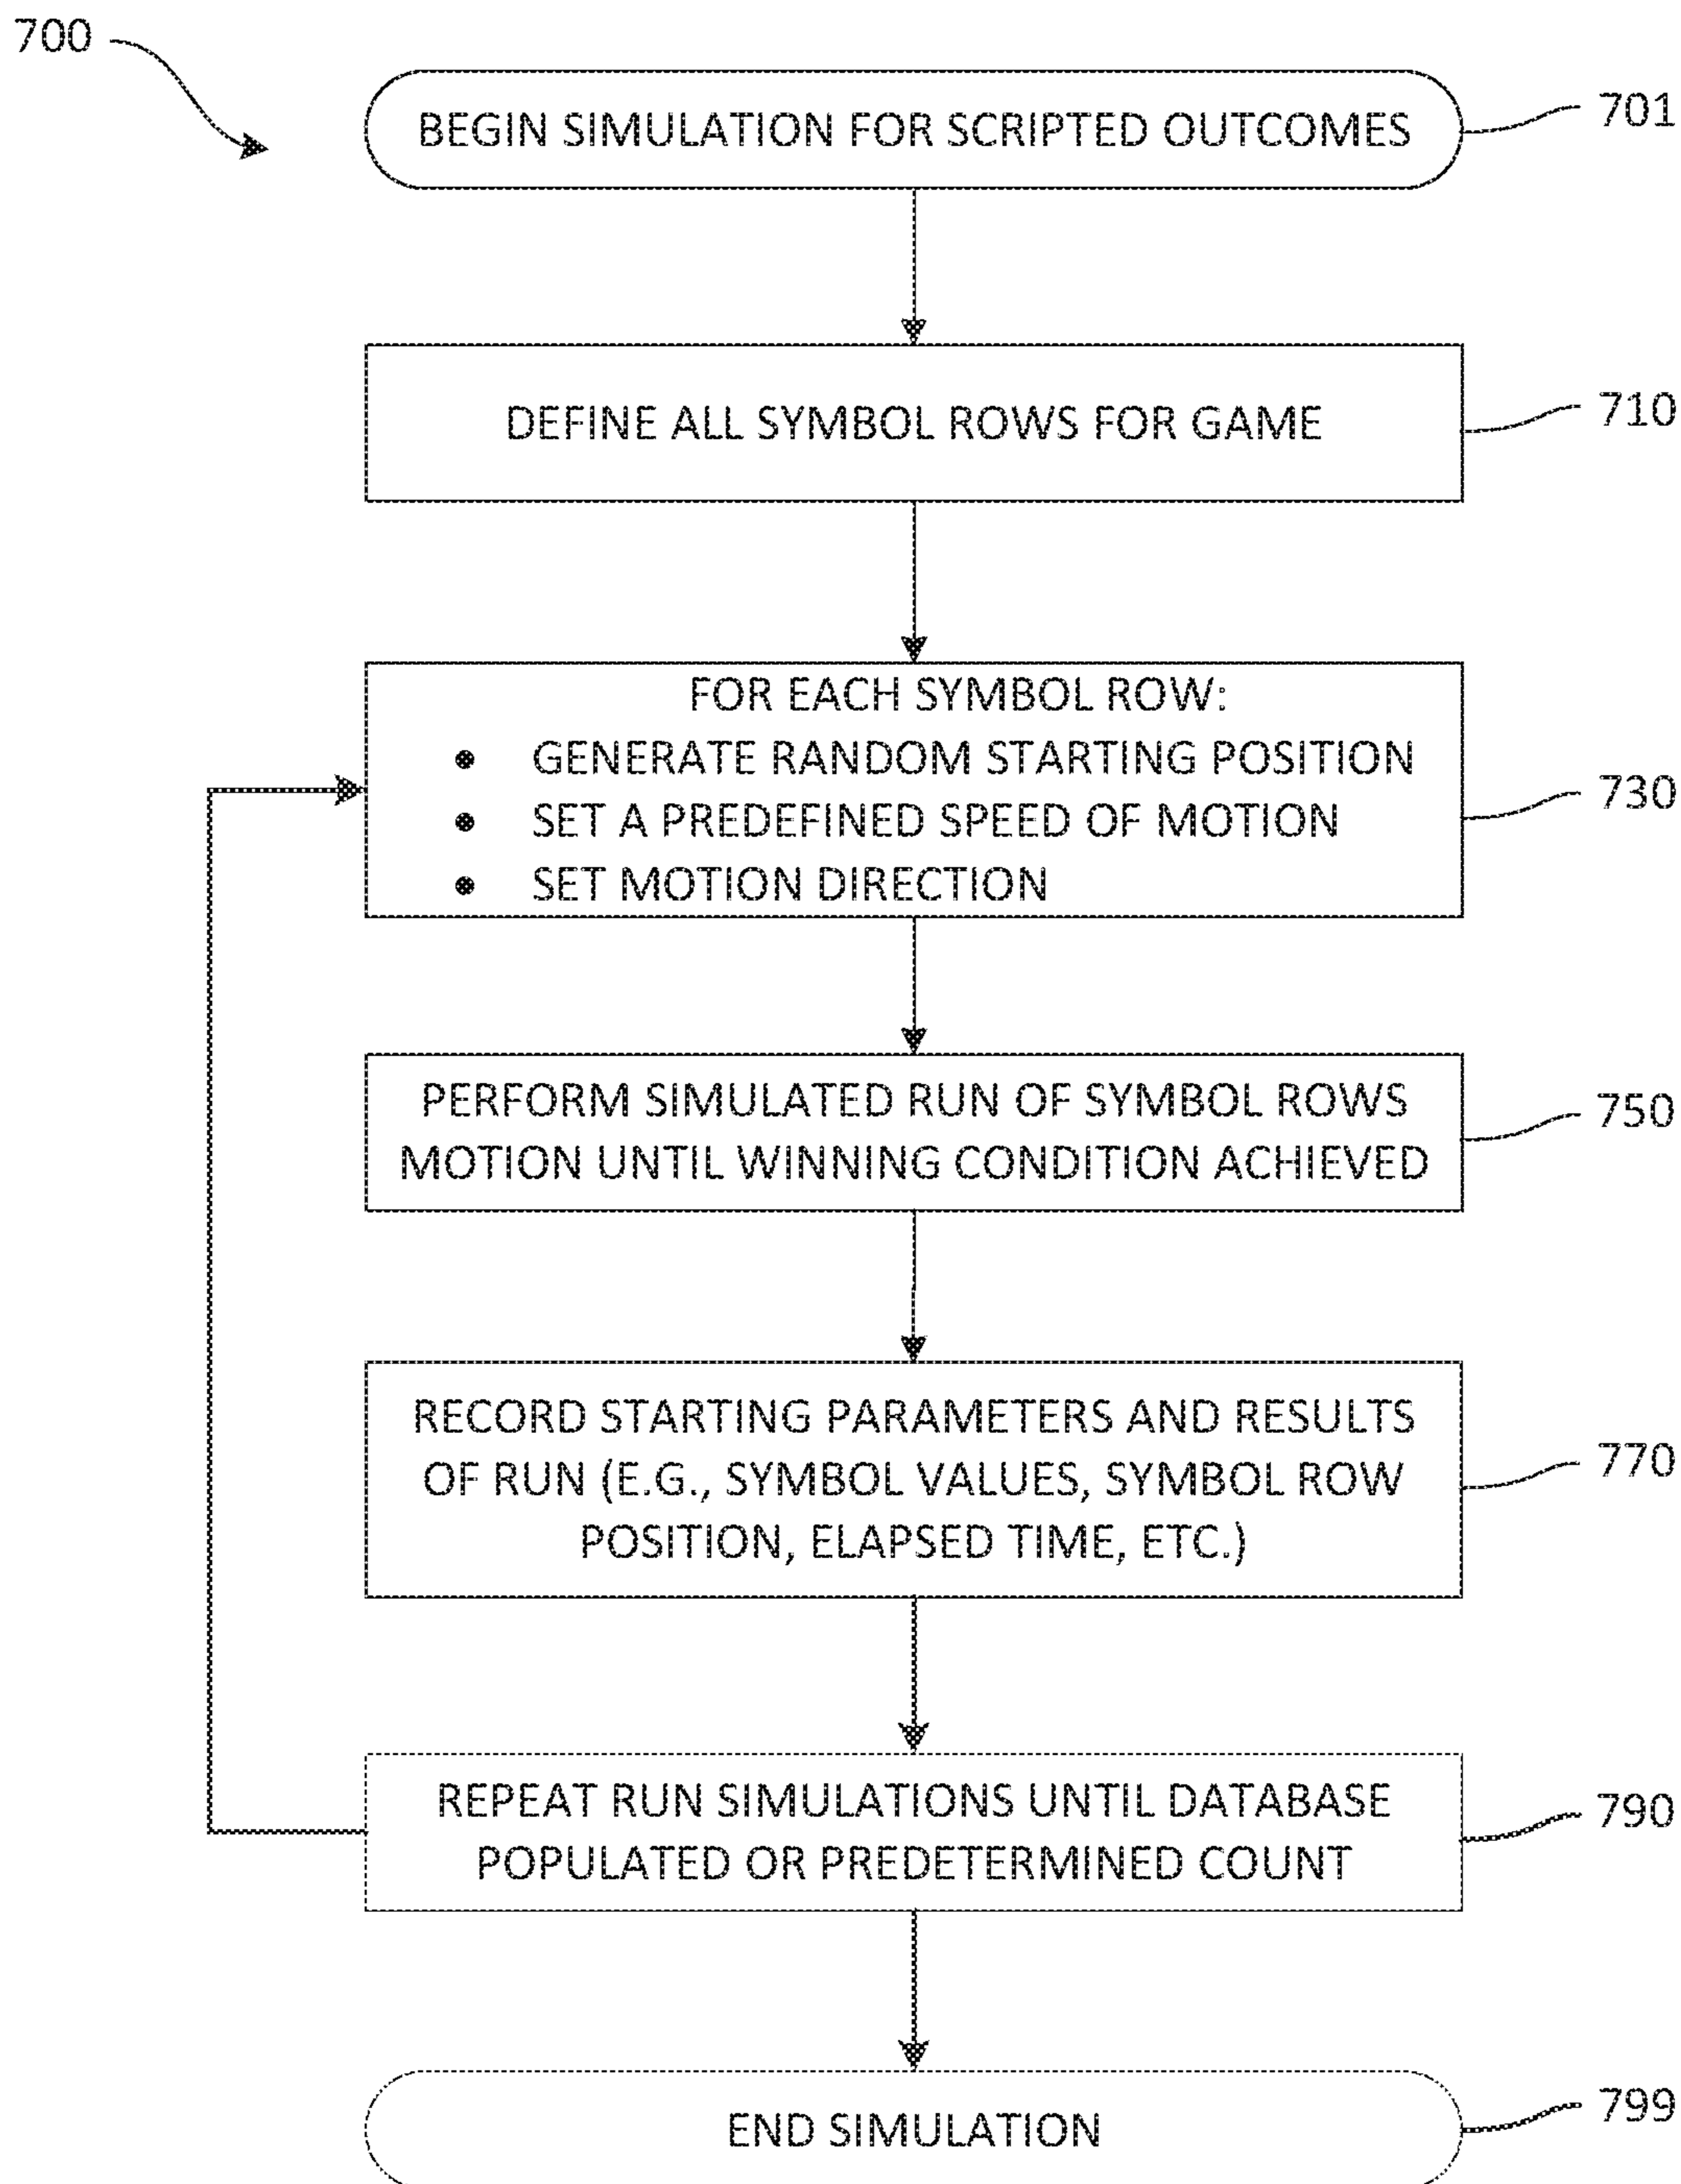 700
BEGIN SIMULATION FOR SCRIPTED OUTCOMES
701
DEFINE ALL SYMBOL ROWS FOR GAME
710
FOR EACH SYMBOL ROW:
• GENERATE RANDOM STARTING POSITION
• SET A PREDEFINED SPEED OF MOTION
• SET MOTION DIRECTION
730
PERFORM SIMULATED RUN OF SYMBOL ROWS
MOTION UNTIL WINNING CONDITION ACHIEVED
750
RECORD STARTING PARAMETERS AND RESULTS
OF RUN (E.G., SYMBOL VALUES, SYMBOL ROW
POSITION, ELAPSED TIME, ETC.)
770
REPEAT RUN SIMULATIONS UNTIL DATABASE
POPULATED OR PREDETERMINED COUNT
790
END SIMULATION
799